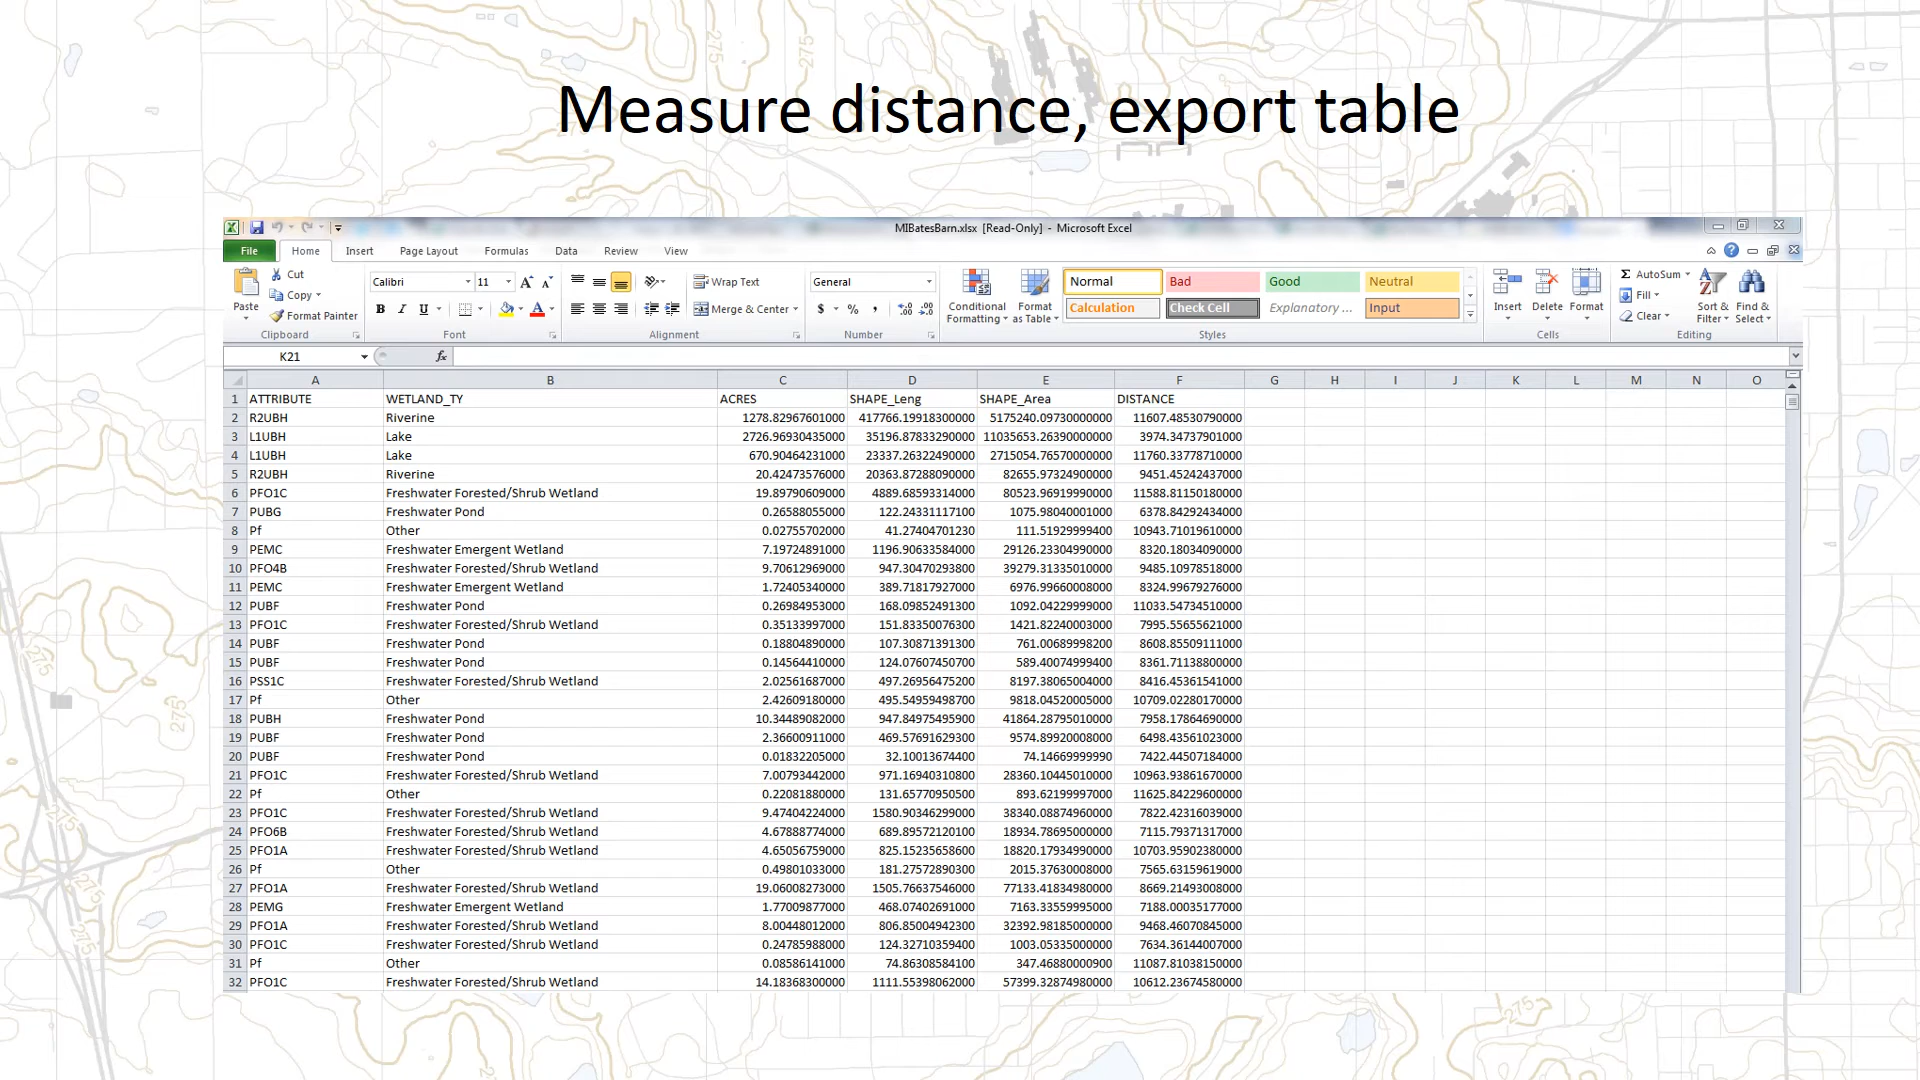 Measure distance, export table
MIBatesBarn.xlsx [Read-Only] - Microsoft Excel
File Home Insert Page Layout Formulas Data Review View
Paste Cut Copy Format Painter Clipboard
Calibri 11 A A B I U A Font
Wrap Text Merge & Center Alignment
General $ % , Number
Conditional Formatting Format as Table Normal Bad Good Neutral Calculation Check Cell Explanatory ... Input Styles
Insert Delete Format Cells
Σ AutoSum Fill Clear Sort & Filter Find & Select Editing
K21 fx
A B C D E F G H I J K L M N O
1 ATTRIBUTE WETLAND_TY ACRES SHAPE_Leng SHAPE_Area DISTANCE
2 R2UBH Riverine 1278.82967601000 417766.19918300000 5175240.09730000000 11607.48530790000
3 L1UBH Lake 2726.96930435000 35196.87833290000 11035653.26390000000 3974.34737901000
4 L1UBH Lake 670.90464231000 23337.26322490000 2715054.76570000000 11760.33778710000
5 R2UBH Riverine 20.42473576000 20363.87288090000 82655.97324900000 9451.45242437000
6 PFO1C Freshwater Forested/Shrub Wetland 19.89790609000 4889.68593314000 80523.96919990000 11588.81150180000
7 PUBG Freshwater Pond 0.26588055000 122.24331117100 1075.98040001000 6378.84292434000
8 Pf Other 0.02755702000 41.27404701230 111.51929999400 10943.71019610000
9 PEMC Freshwater Emergent Wetland 7.19724891000 1196.90633584000 29126.23304990000 8320.18034090000
10 PFO4B Freshwater Forested/Shrub Wetland 9.70612969000 947.30470293800 39279.31335010000 9485.10978518000
11 PEMC Freshwater Emergent Wetland 1.72405340000 389.71817927000 6976.99660008000 8324.99679276000
12 PUBF Freshwater Pond 0.26984953000 168.09852491300 1092.04229999000 11033.54734510000
13 PFO1C Freshwater Forested/Shrub Wetland 0.35133997000 151.83350076300 1421.82240003000 7995.55655621000
14 PUBF Freshwater Pond 0.18804890000 107.30871391300 761.00689998200 8608.85509111000
15 PUBF Freshwater Pond 0.14564410000 124.07607450700 589.40074999400 8361.71138800000
16 PSS1C Freshwater Forested/Shrub Wetland 2.02561687000 497.26956475200 8197.38065004000 8416.45361541000
17 Pf Other 2.42609180000 495.54959498700 9818.04520005000 10709.02280170000
18 PUBH Freshwater Pond 10.34489082000 947.84975495900 41864.28795010000 7958.17864690000
19 PUBF Freshwater Pond 2.36600911000 469.57691629300 9574.89920008000 6498.43561023000
20 PUBF Freshwater Pond 0.01832205000 32.10013674400 74.14669999990 7422.44507184000
21 PFO1C Freshwater Forested/Shrub Wetland 7.00793442000 971.16940310800 28360.10445010000 10963.93861670000
22 Pf Other 0.22081880000 131.65770950500 893.62199997000 11625.84229600000
23 PFO1C Freshwater Forested/Shrub Wetland 9.47404224000 1580.90346299000 38340.08874960000 7822.42316039000
24 PFO6B Freshwater Forested/Shrub Wetland 4.67888774000 689.89572120100 18934.78695000000 7115.79371317000
25 PFO1A Freshwater Forested/Shrub Wetland 4.65056759000 825.15235658600 18820.17934990000 10703.95902380000
26 Pf Other 0.49801033000 181.27572890300 2015.37630008000 7565.63159619000
27 PFO1A Freshwater Forested/Shrub Wetland 19.06008273000 1505.76637546000 77133.41834980000 8669.21493008000
28 PEMG Freshwater Emergent Wetland 1.77009877000 468.07402691000 7163.33559995000 7188.00035177000
29 PFO1A Freshwater Forested/Shrub Wetland 8.00448012000 806.85004942300 32392.98185000000 9468.46070845000
30 PFO1C Freshwater Forested/Shrub Wetland 0.24785988000 124.32710359400 1003.05335000000 7634.36144007000
31 Pf Other 0.08586141000 74.86308584100 347.46880000900 11087.81038150000
32 PFO1C Freshwater Forested/Shrub Wetland 14.18368300000 1111.55398062000 57399.32874980000 10612.23674580000
275
275
275
275
275
275
275
275